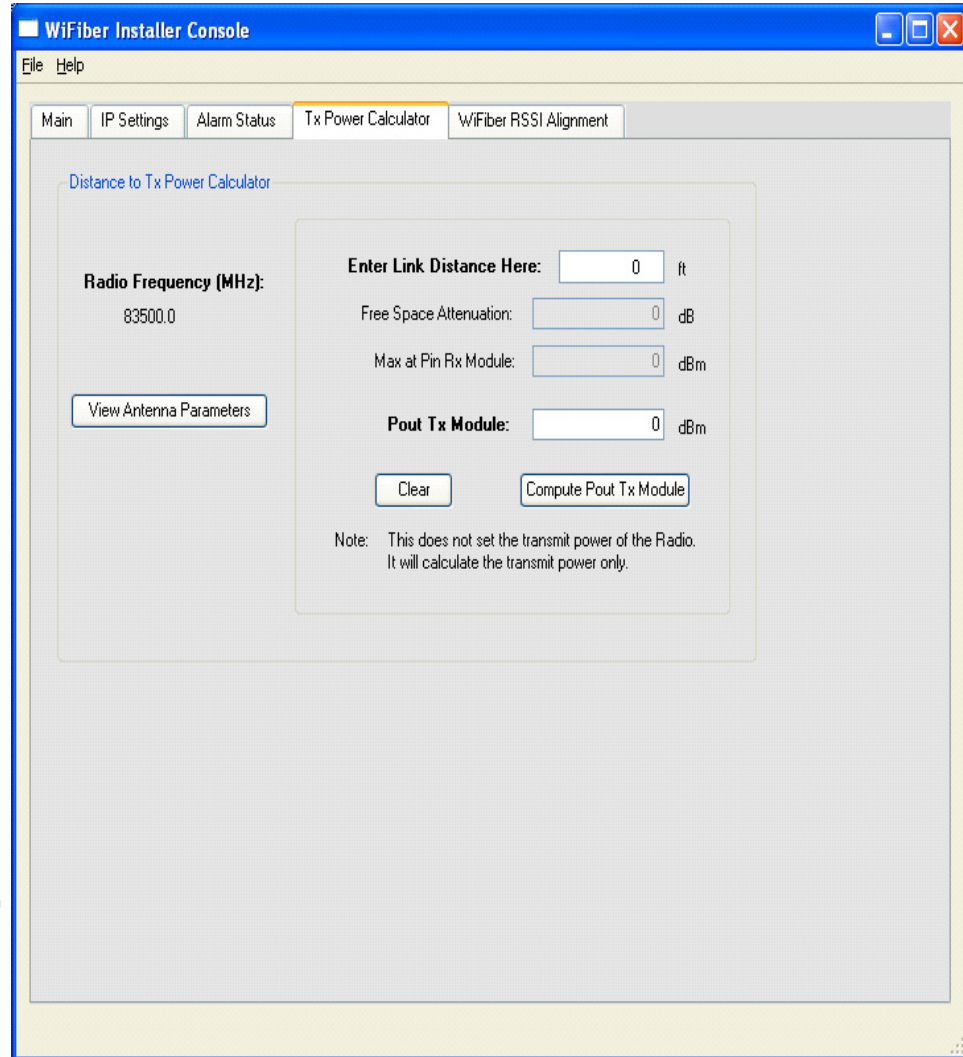 WiFiber Installer Console
File Help
Main IP Settings Alarm Status Tx Power Calculator WiFiber RSSI Alignment
Distance to Tx Power Calculator
Radio Frequency (MHz):
83500.0
View Antenna Parameters
Enter Link Distance Here: 0 ft
Free Space Attenuation: 0 dB
Max at Pin Rx Module: 0 dBm
Pout Tx Module: 0 dBm
Clear Compute Pout Tx Module
Note: This does not set the transmit power of the Radio.
It will calculate the transmit power only.